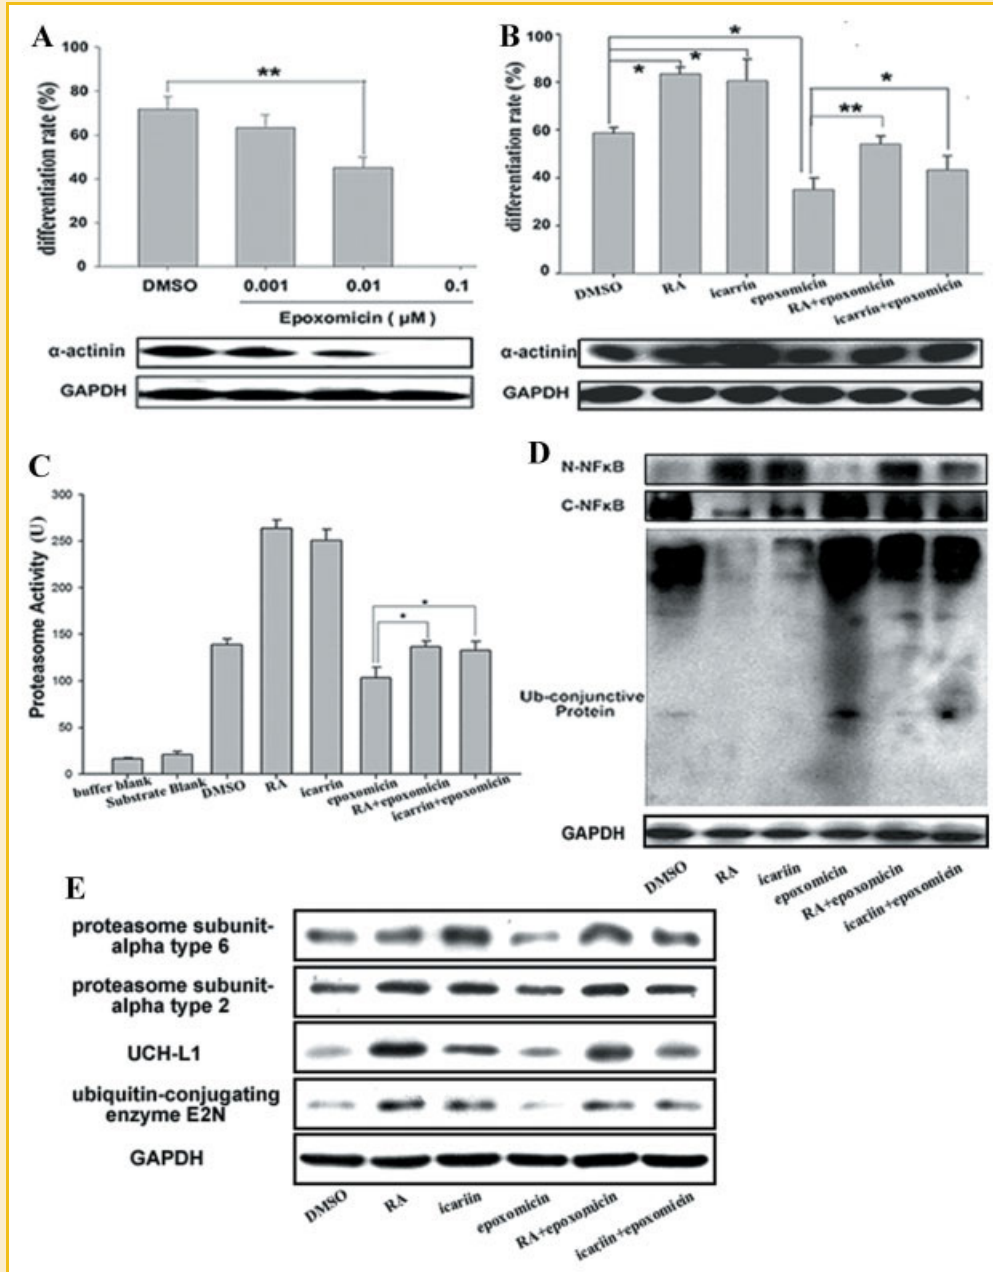 A
100
80
60
40
20
0
differentiation rate (%)
**
DMSO
0.001
0.01
0.1
Epoxomicin ( µM )
α-actinin
GAPDH
B
100
80
60
40
20
0
differentiation rate (%)
*
*
*
*
**
DMSO
RA
icarrin
epoxomicin
RA+epoxomicin
icarrin+epoxomicin
α-actinin
GAPDH
C
300
250
200
150
100
50
0
Proteasome Activity (U)
*
*
buffer blank
Substrate Blank
DMSO
RA
icarrin
epoxomicin
RA+epoxomicin
icarrin+epoxomicin
D
N-NFκB
C-NFκB
Ub-conjunctive
Protein
GAPDH
DMSO
RA
icariin
epoxomicin
RA+epoxomicin
icariin+epoxomicin
E
proteasome subunit-
alpha type 6
proteasome subunit-
alpha type 2
UCH-L1
ubiquitin-conjugating
enzyme E2N
GAPDH
DMSO
RA
icariin
epoxomicin
RA+epoxomicin
icariin+epoxomicin